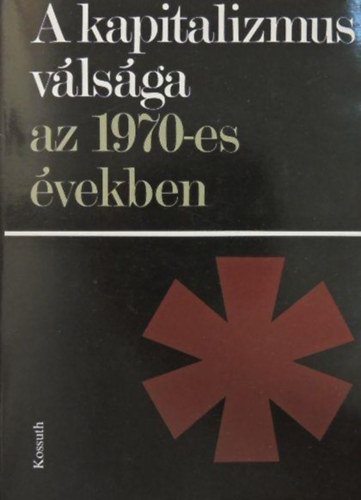 A kapitalizmus
válsága
az 1970-es
években
Kossuth